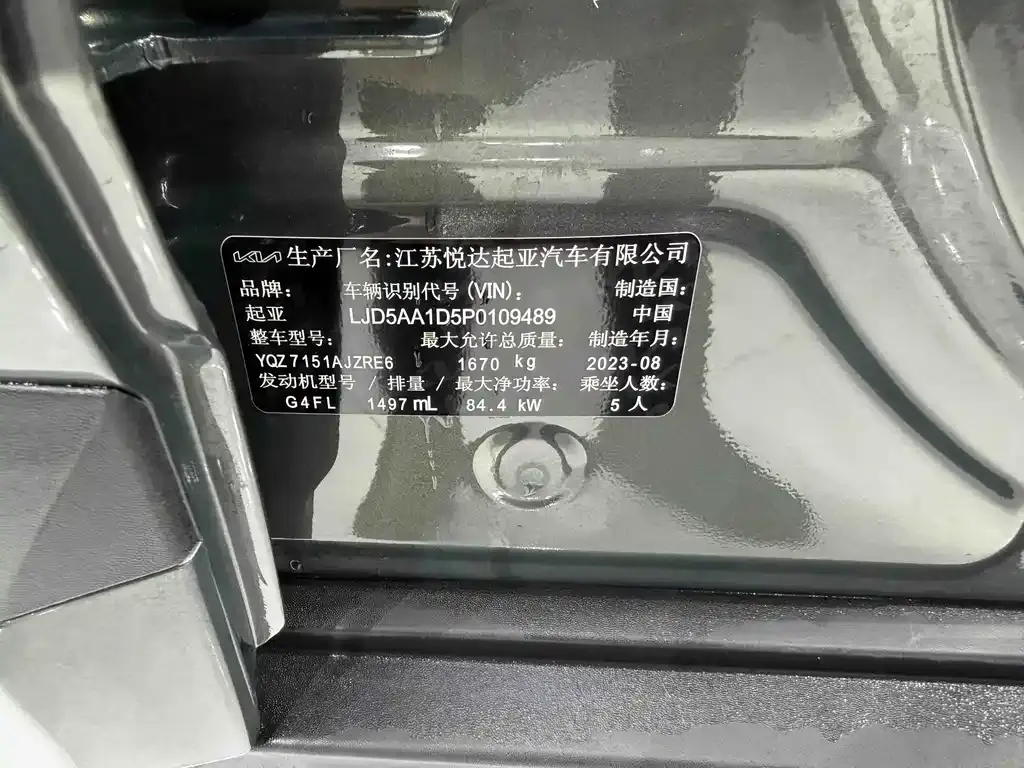 KIA 生产厂名:江苏悦达起亚汽车有限公司
品牌: 车辆识别代号(VIN): 制造国:
起亚 LJD5AA1D5P0109489 中国
整车型号: 最大允许总质量: 制造年月:
YQZ7151AJZRE6 1670 kg 2023-08
发动机型号 / 排量 / 最大净功率: 乘坐人数:
G4FL 1497 mL 84.4 kW 5 人